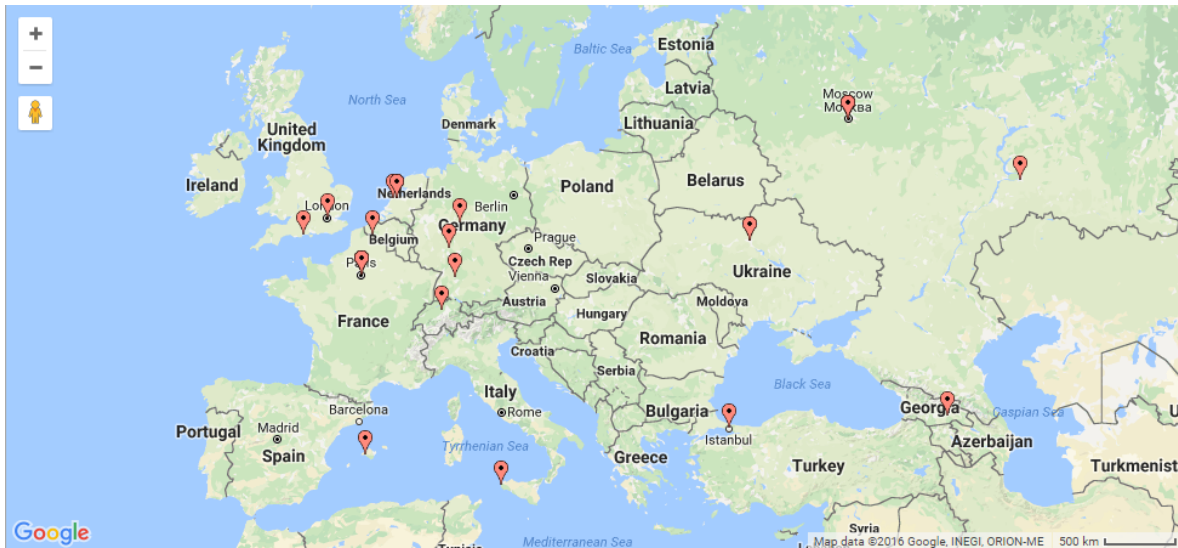 Baltic Sea
Estonia
Latvia
Lithuania
Moscow
Москва
North Sea
Denmark
United
Kingdom
Ireland
London
Netherlands
Berlin
Poland
Belarus
Germany
Belgium
Prague
Czech Rep
Paris
Vienna
Slovakia
Ukraine
Austria
Hungary
Moldova
France
Croatia
Romania
Serbia
Italy
Black Sea
Barcelona
Rome
Bulgaria
Georgia
Caspian Sea
Portugal
Madrid
Spain
Tyrrhenian Sea
Istanbul
Azerbaijan
Greece
Turkey
Turkmenist
Syria
Google
Mediterranean Sea
Map data ©2016 Google, INEGI, ORION-ME
500 km